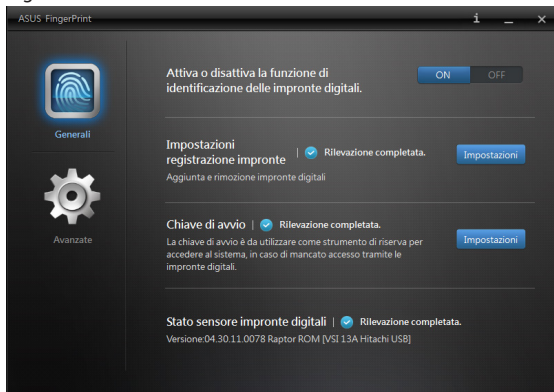 ASUS FingerPrint
Attiva o disattiva la funzione di
identificazione delle impronte digitali.
ON OFF
Generali
Impostazioni
registrazione impronte | Rilevazione completata.
Impostazioni
Aggiunta e rimozione impronte digitali
Avanzate
Chiave di avvio | Rilevazione completata.
La chiave di avvio è da utilizzare come strumento di riserva per
accedere al sistema, in caso di mancato accesso tramite le
impronte digitali.
Impostazioni
Stato sensore impronte digitali | Rilevazione completata.
Versione:04.30.11.0078 Raptor ROM [VSI 13A Hitachi USB]